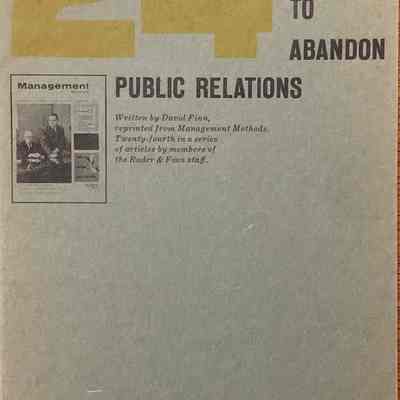 24
TO
ABANDON
PUBLIC RELATIONS
Management
Written by David Finn,
reprinted from Management Methods.
Twenty-fourth in a series
of articles by members of
the Ruder & Finn staff.